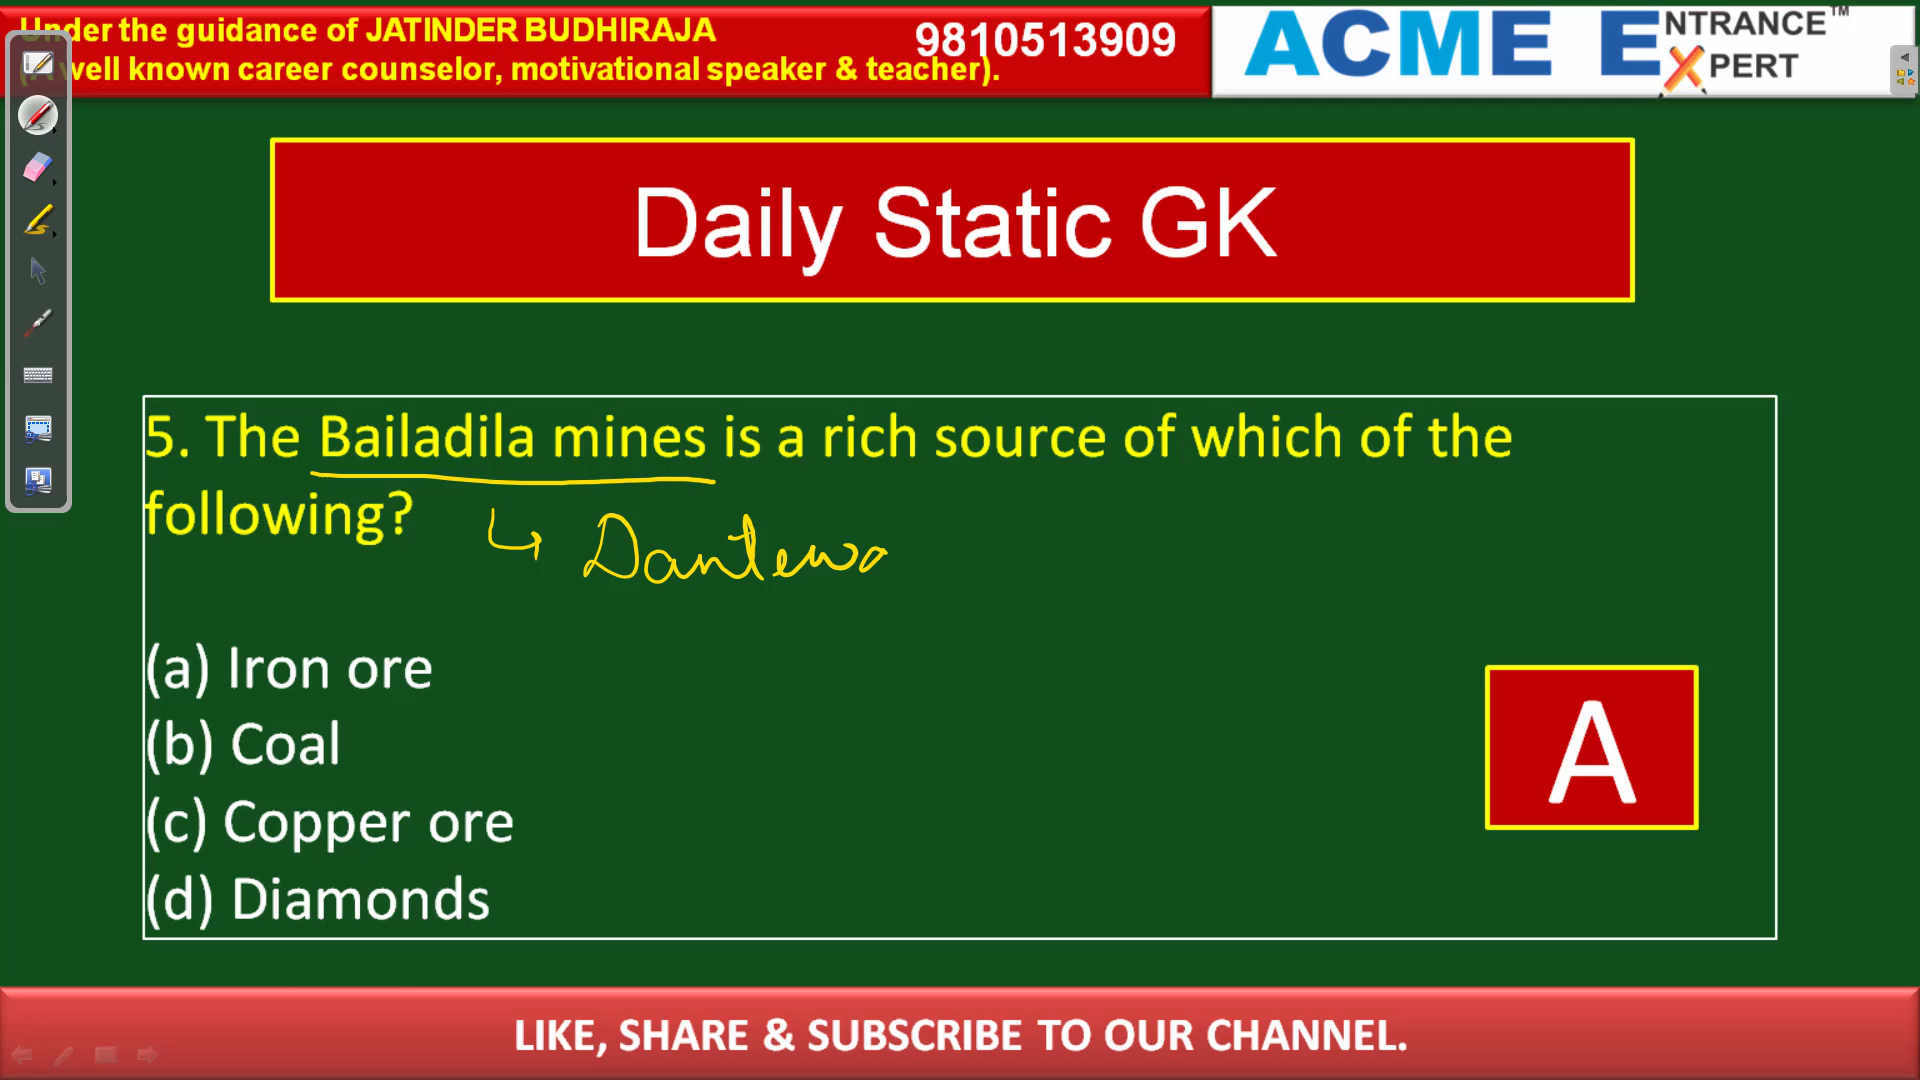 Under the guidance of JATINDER BUDHIRAJA
well known career counselor, motivational speaker & teacher).
9810513909
ACME ENTRANCE EXPERT™
Daily Static GK
5. The Bailadila mines is a rich source of which of the
following?
↳ Dantewa
(a) Iron ore
(b) Coal
(c) Copper ore
(d) Diamonds
A
LIKE, SHARE & SUBSCRIBE TO OUR CHANNEL.